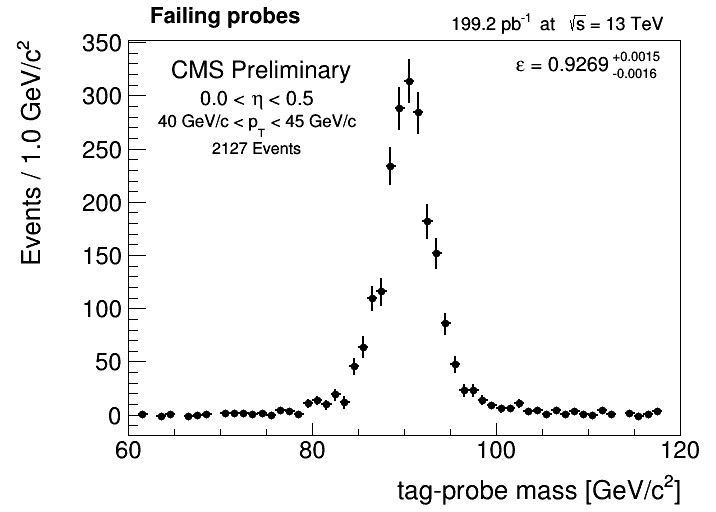 Failing probes
199.2 pb⁻¹ at √s = 13 TeV
CMS Preliminary
0.0 < η < 0.5
40 GeV/c < p_T < 45 GeV/c
2127 Events
ε = 0.9269 +0.0015 -0.0016
Events / 1.0 GeV/c²
350
300
250
200
150
100
50
0
60 80 100 120
tag-probe mass [GeV/c²]